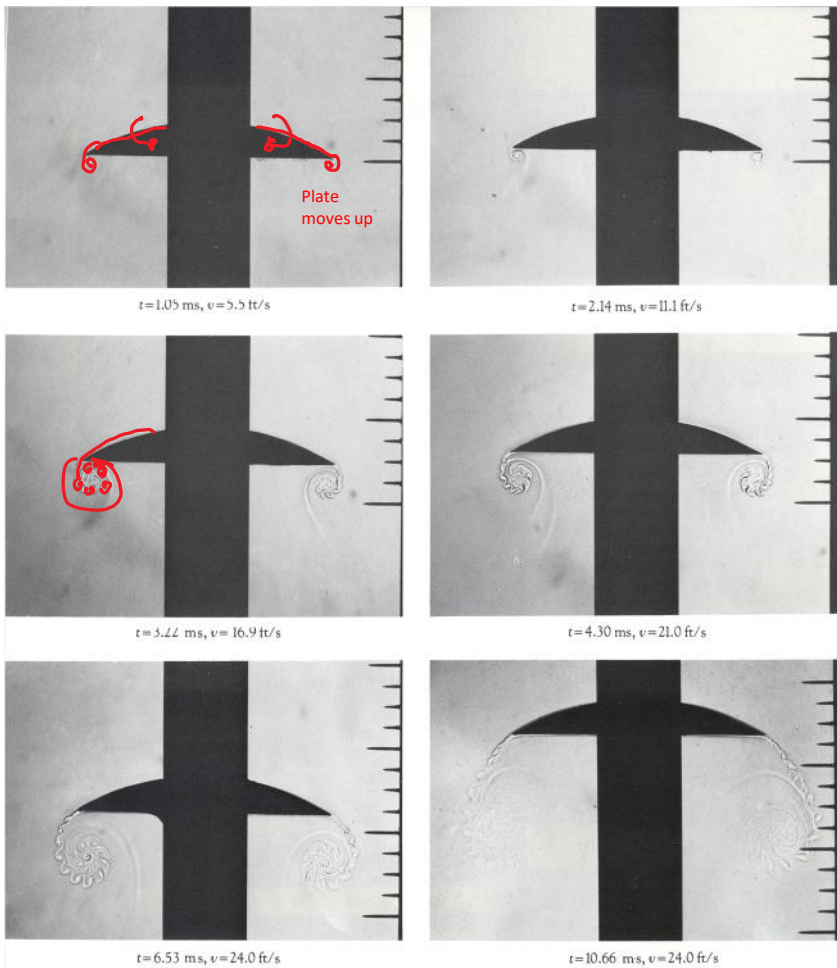 Plate
moves up
t=1.05 ms, v=5.5 ft/s
t=2.14 ms, v=11.1 ft/s
t=3.22 ms, v=16.9 ft/s
t=4.30 ms, v=21.0 ft/s
t=6.53 ms, v=24.0 ft/s
t=10.66 ms, v=24.0 ft/s